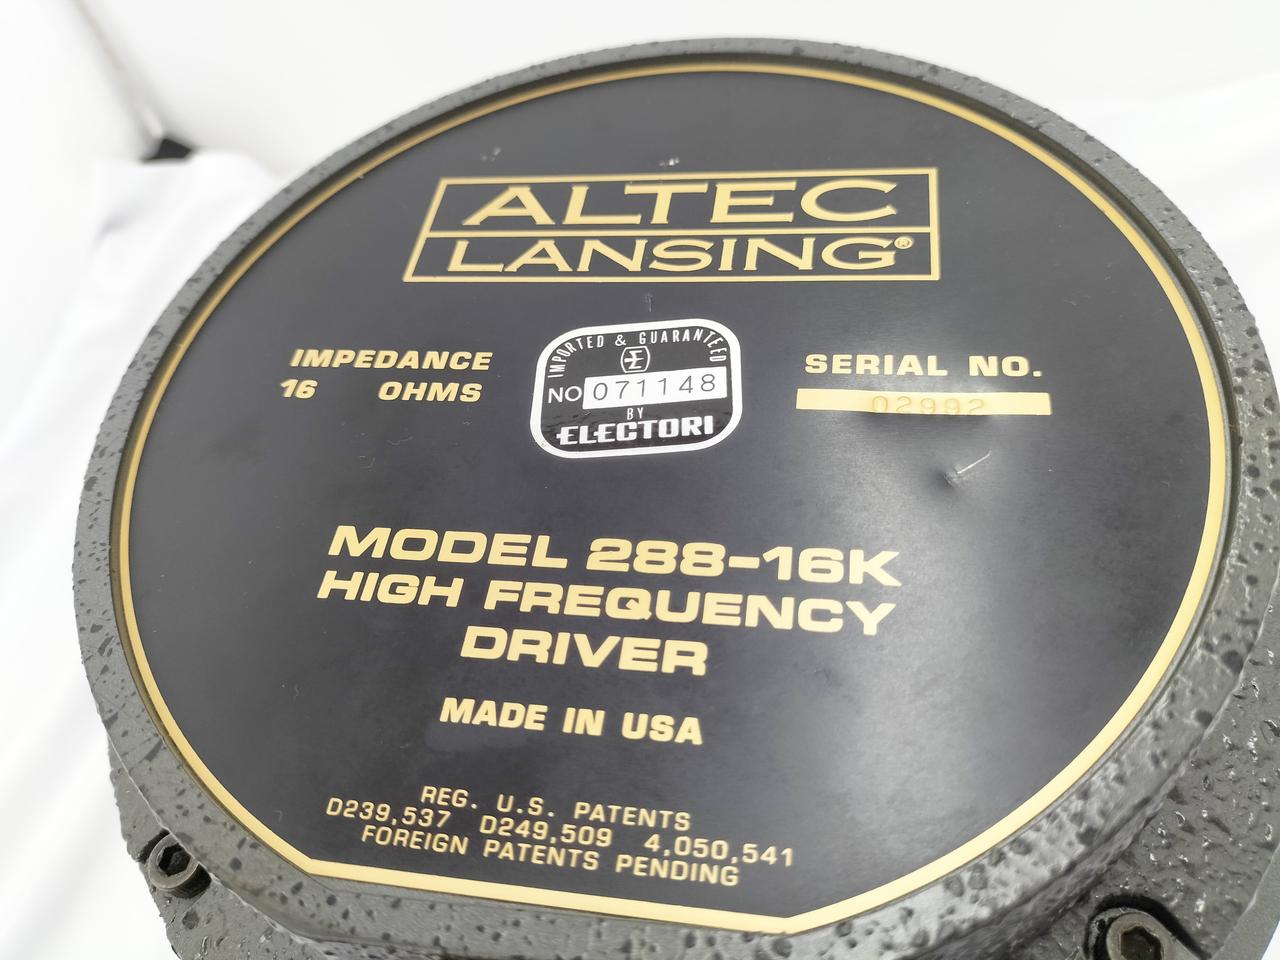 ALTEC
LANSING®
IMPEDANCE
16 OHMS
IMPORTED & GUARANTEED
E
NO 071148
BY
ELECTORI
SERIAL NO.
02992
MODEL 288-16K
HIGH FREQUENCY
DRIVER
MADE IN USA
REG. U.S. PATENTS
D239,537 D249,509 4,050,541
FOREIGN PATENTS PENDING